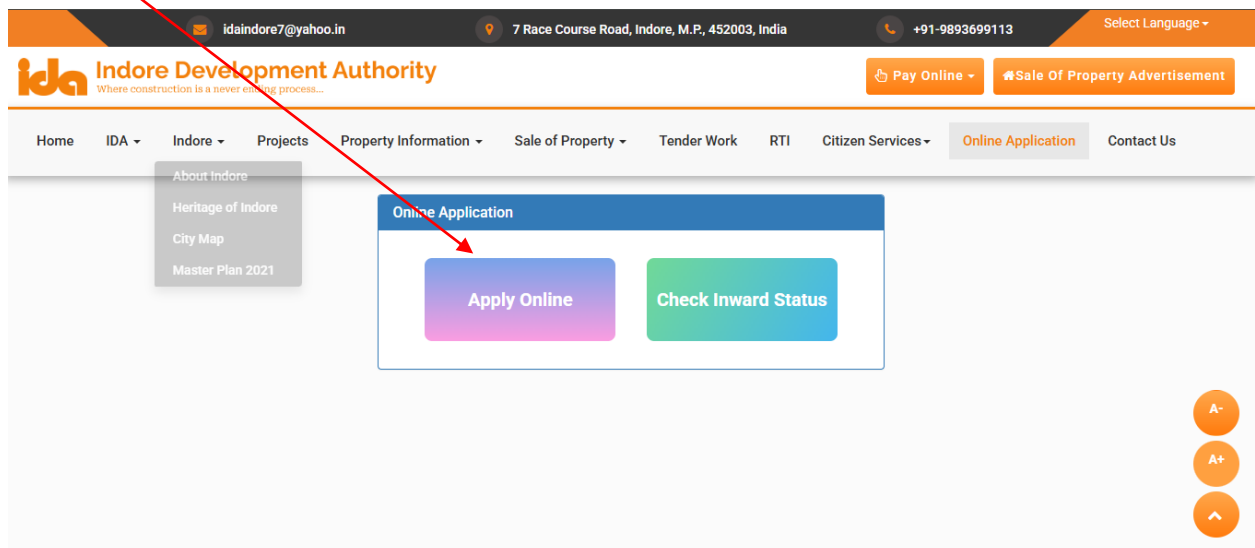 idaindore7@yahoo.in 7 Race Course Road, Indore, M.P., 452003, India +91-9893699113 Select Language
ida Indore Development Authority
Where construction is a never ending process...
Pay Online Sale Of Property Advertisement
Home IDA Indore Projects Property Information Sale of Property Tender Work RTI Citizen Services Online Application Contact Us
About Indore
Heritage of Indore
City Map
Master Plan 2021
Online Application
Apply Online Check Inward Status
A-
A+